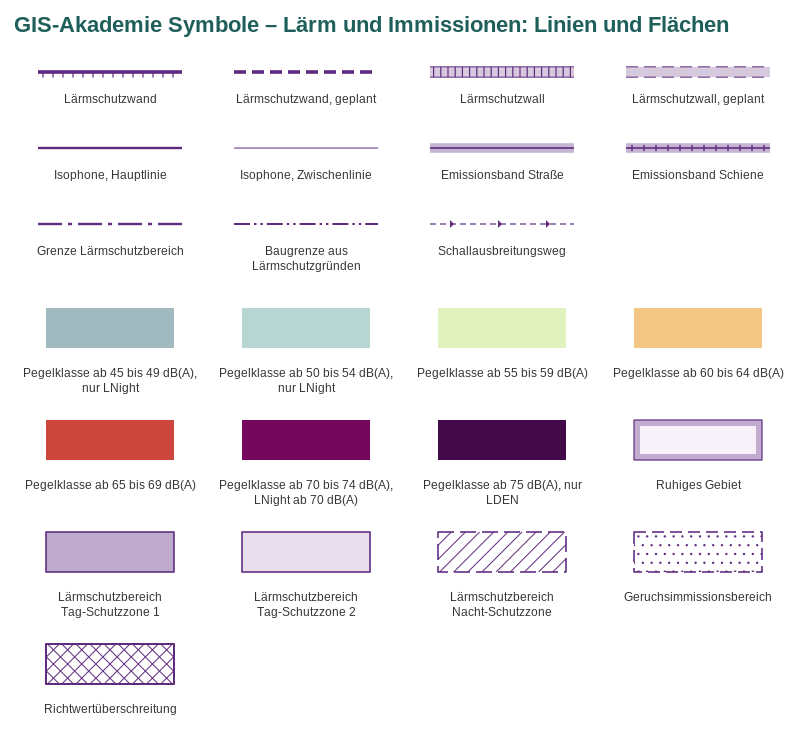 GIS-Akademie Symbole – Lärm und Immissionen: Linien und Flächen
Lärmschutzwand
Lärmschutzwand, geplant
Lärmschutzwall
Lärmschutzwall, geplant
Isophone, Hauptlinie
Isophone, Zwischenlinie
Emissionsband Straße
Emissionsband Schiene
Grenze Lärmschutzbereich
Baugrenze aus
Lärmschutzgründen
Schallausbreitungsweg
Pegelklasse ab 45 bis 49 dB(A),
nur LNight
Pegelklasse ab 50 bis 54 dB(A),
nur LNight
Pegelklasse ab 55 bis 59 dB(A)
Pegelklasse ab 60 bis 64 dB(A)
Pegelklasse ab 65 bis 69 dB(A)
Pegelklasse ab 70 bis 74 dB(A),
LNight ab 70 dB(A)
Pegelklasse ab 75 dB(A), nur
LDEN
Ruhiges Gebiet
Lärmschutzbereich
Tag-Schutzzone 1
Lärmschutzbereich
Tag-Schutzzone 2
Lärmschutzbereich
Nacht-Schutzzone
Geruchsimmissionsbereich
Richtwertüberschreitung